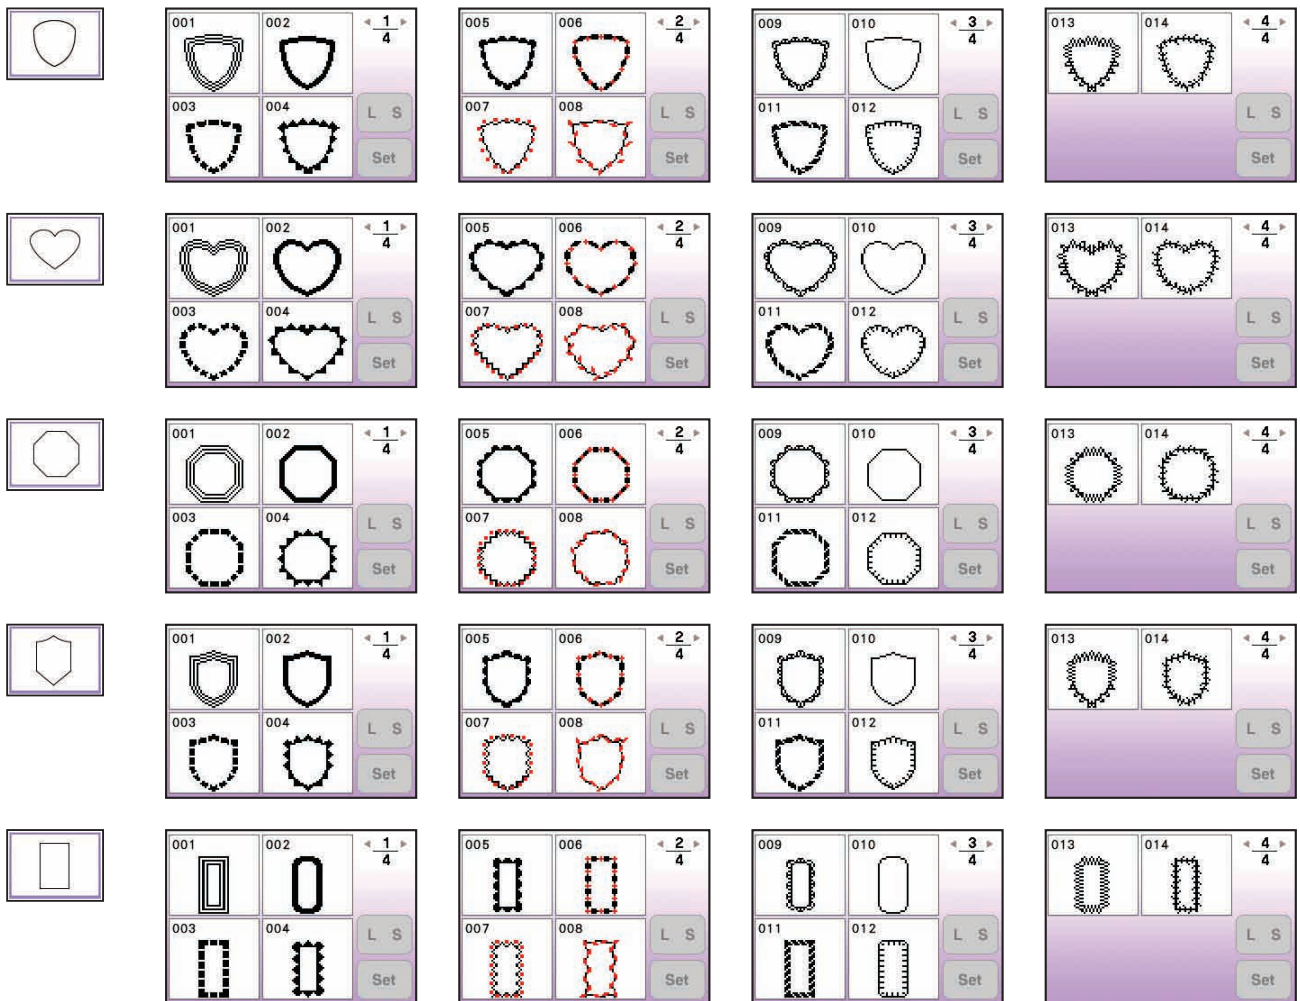 001 002 1
4
003 004 L S
Set
005 006 2
4
007 008 L S
Set
009 010 3
4
011 012 L S
Set
013 014 4
4
L S
Set
001 002 1
4
003 004 L S
Set
005 006 2
4
007 008 L S
Set
009 010 3
4
011 012 L S
Set
013 014 4
4
L S
Set
001 002 1
4
003 004 L S
Set
005 006 2
4
007 008 L S
Set
009 010 3
4
011 012 L S
Set
013 014 4
4
L S
Set
001 002 1
4
003 004 L S
Set
005 006 2
4
007 008 L S
Set
009 010 3
4
011 012 L S
Set
013 014 4
4
L S
Set
001 002 1
4
003 004 L S
Set
005 006 2
4
007 008 L S
Set
009 010 3
4
011 012 L S
Set
013 014 4
4
L S
Set